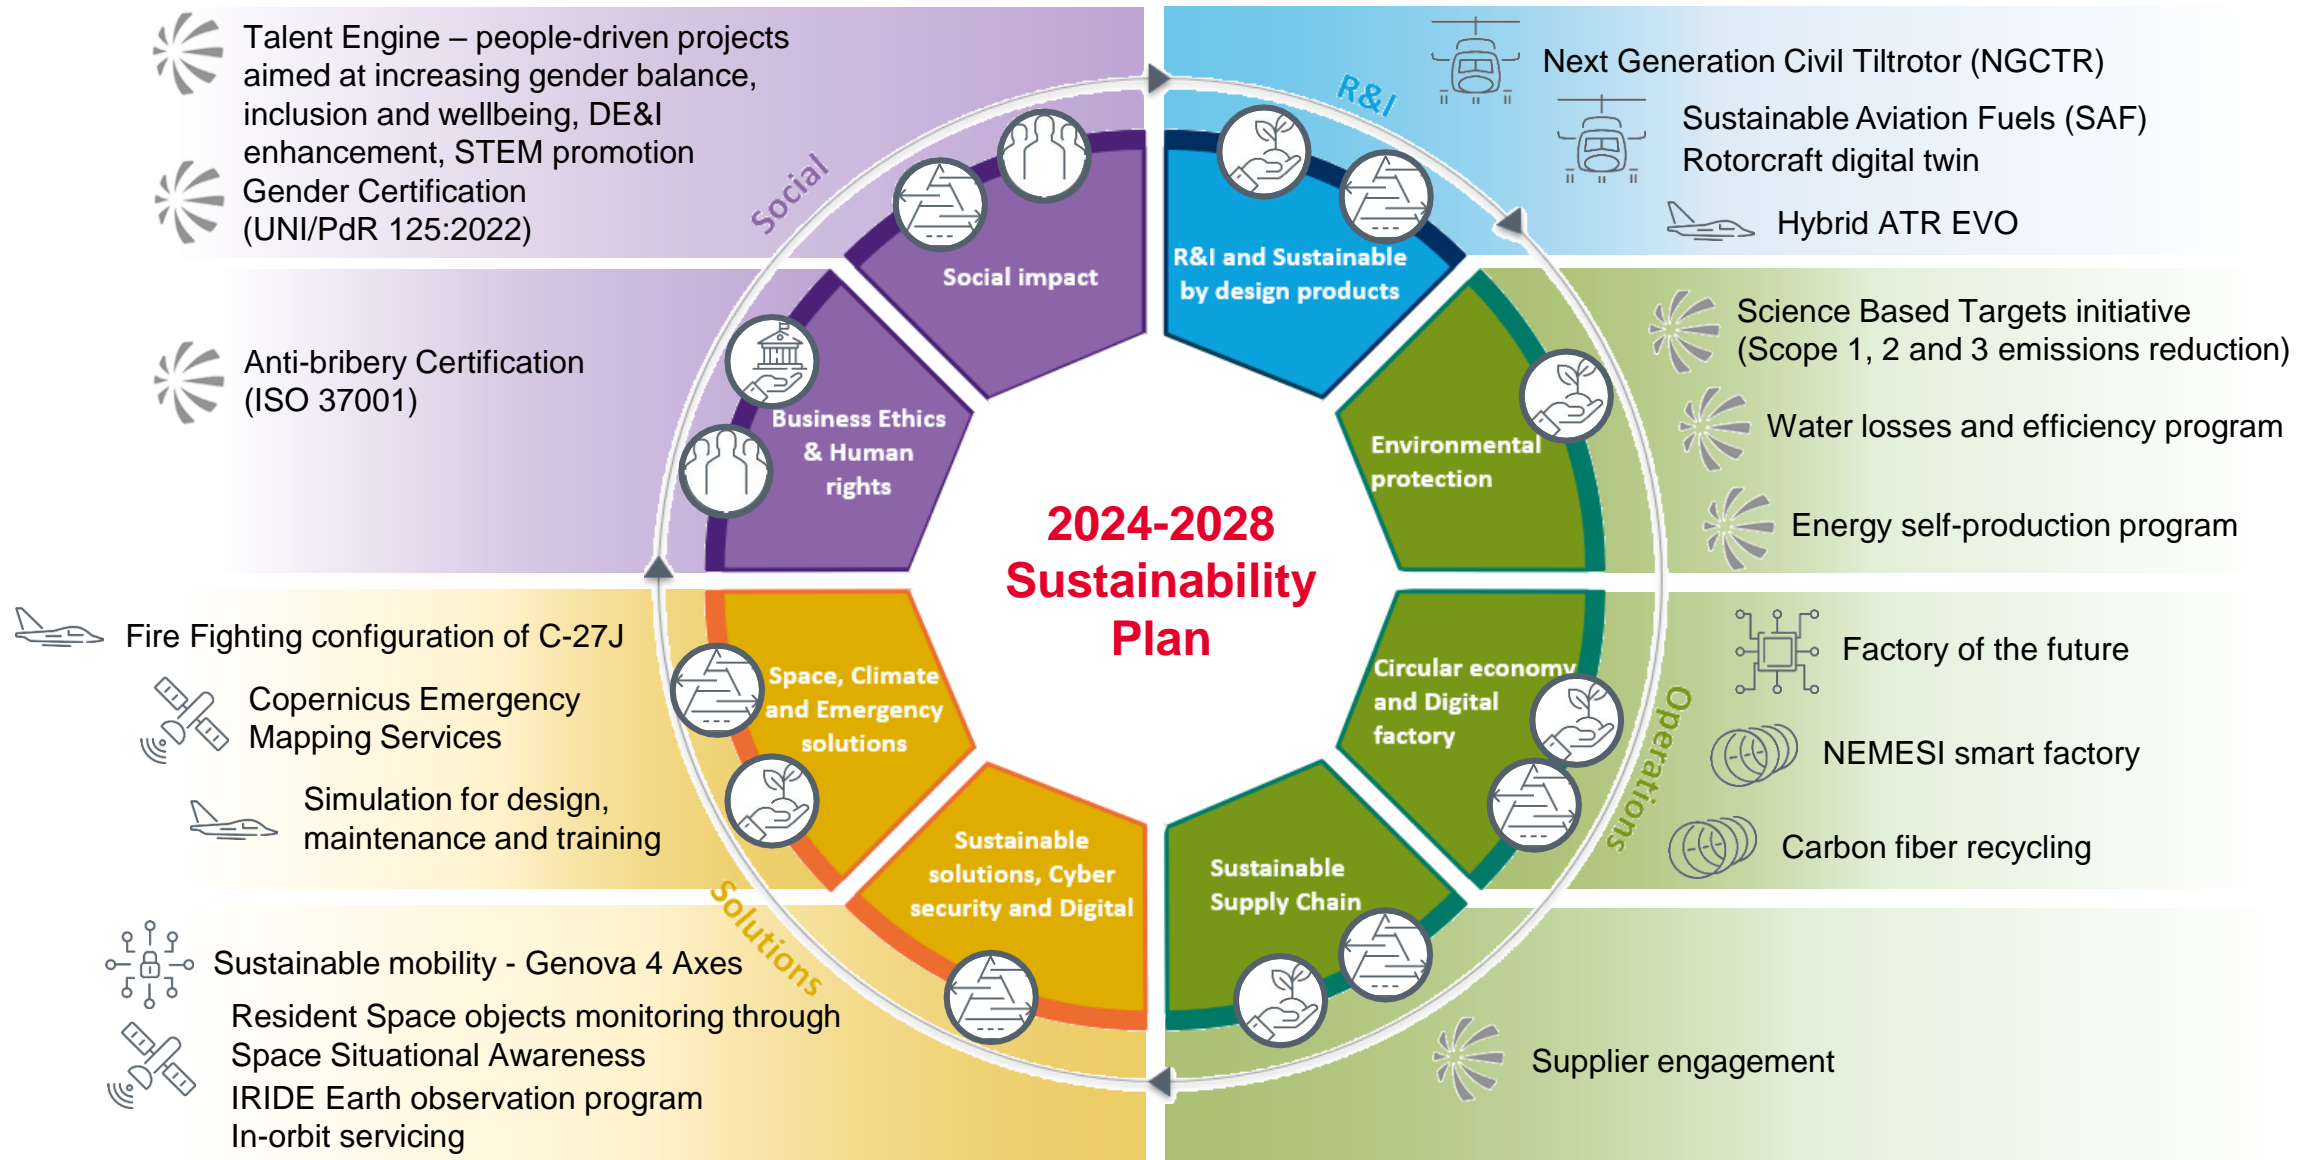 Talent Engine – people-driven projects
aimed at increasing gender balance,
inclusion and wellbeing, DE&I
enhancement, STEM promotion
Gender Certification
(UNI/PdR 125:2022)
Anti-bribery Certification
(ISO 37001)
Fire Fighting configuration of C-27J
Copernicus Emergency
Mapping Services
Simulation for design,
maintenance and training
Sustainable mobility - Genova 4 Axes
Resident Space objects monitoring through
Space Situational Awareness
IRIDE Earth observation program
In-orbit servicing
Social
R&I
Operations
Solutions
Social impact
R&I and Sustainable
by design products
Business Ethics
& Human
rights
Environmental
protection
2024-2028
Sustainability
Plan
Space, Climate
and Emergency
solutions
Circular economy
and Digital
factory
Sustainable
solutions, Cyber
security and Digital
Sustainable
Supply Chain
Next Generation Civil Tiltrotor (NGCTR)
Sustainable Aviation Fuels (SAF)
Rotorcraft digital twin
Hybrid ATR EVO
Science Based Targets initiative
(Scope 1, 2 and 3 emissions reduction)
Water losses and efficiency program
Energy self-production program
Factory of the future
NEMESI smart factory
Carbon fiber recycling
Supplier engagement